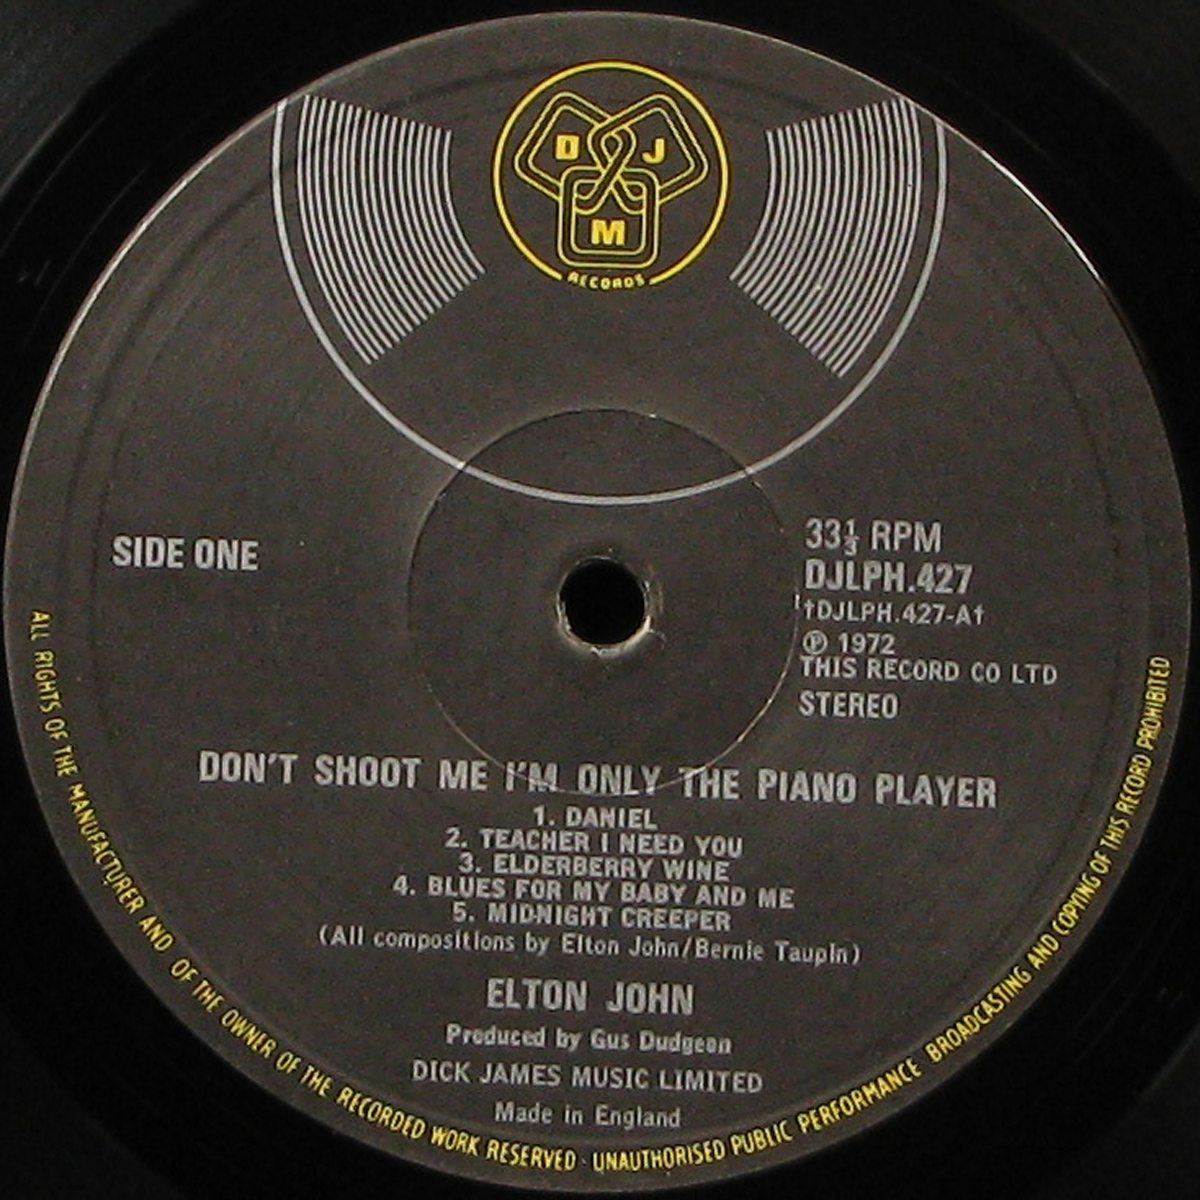 D J
M
RECORDS
SIDE ONE
33⅓ RPM
DJLPH.427
†DJLPH.427-A†
℗ 1972
THIS RECORD CO LTD
STEREO
DON'T SHOOT ME I'M ONLY THE PIANO PLAYER
1. DANIEL
2. TEACHER I NEED YOU
3. ELDERBERRY WINE
4. BLUES FOR MY BABY AND ME
5. MIDNIGHT CREEPER
(All compositions by Elton John/Bernie Taupin)
ELTON JOHN
Produced by Gus Dudgeon
DICK JAMES MUSIC LIMITED
Made in England
ALL RIGHTS OF THE MANUFACTURER AND OF THE OWNER OF THE RECORDED WORK RESERVED · UNAUTHORISED PUBLIC PERFORMANCE BROADCASTING AND COPYING OF THIS RECORD PROHIBITED